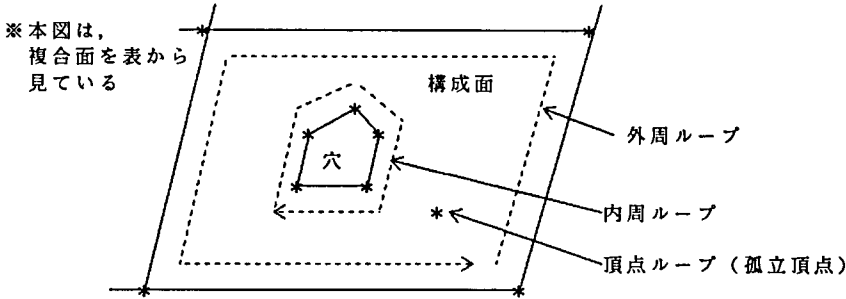 ※本図は，
複合面を表から
見ている
構成面
外周ループ
穴
内周ループ
頂点ループ（孤立頂点）